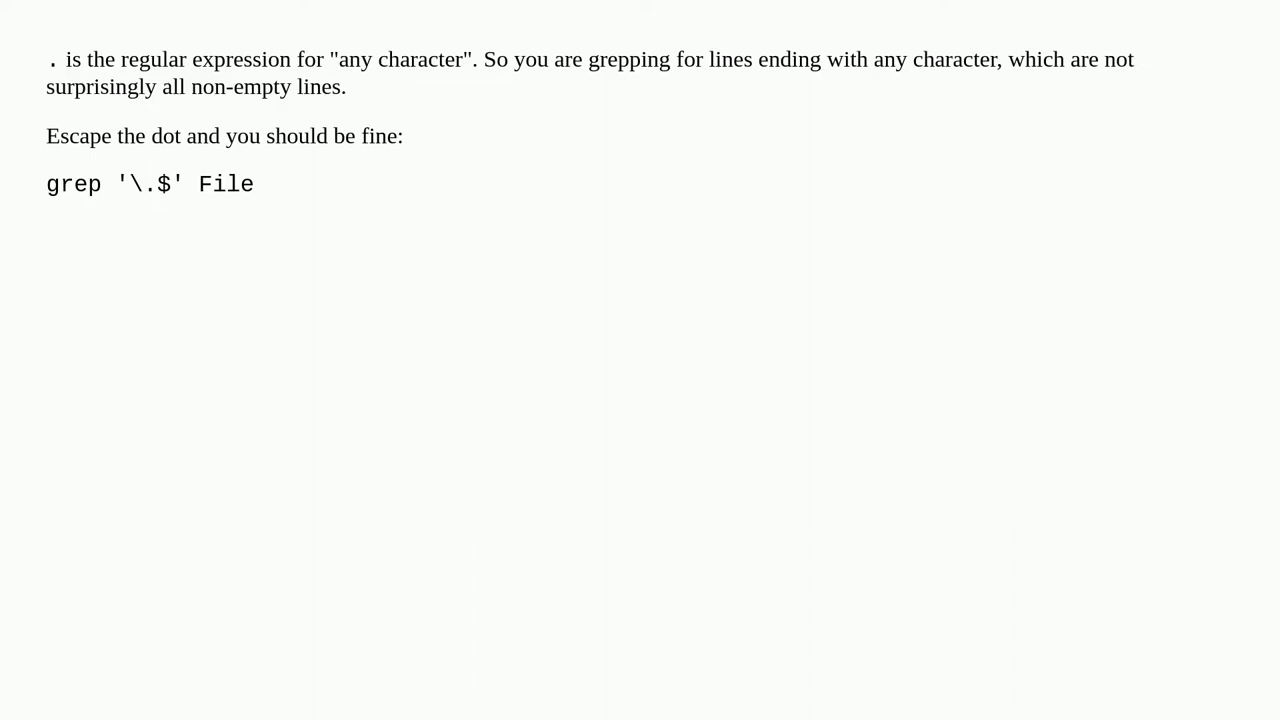 . is the regular expression for "any character". So you are grepping for lines ending with any character, which are not
surprisingly all non-empty lines.
Escape the dot and you should be fine:
grep '\.$' File